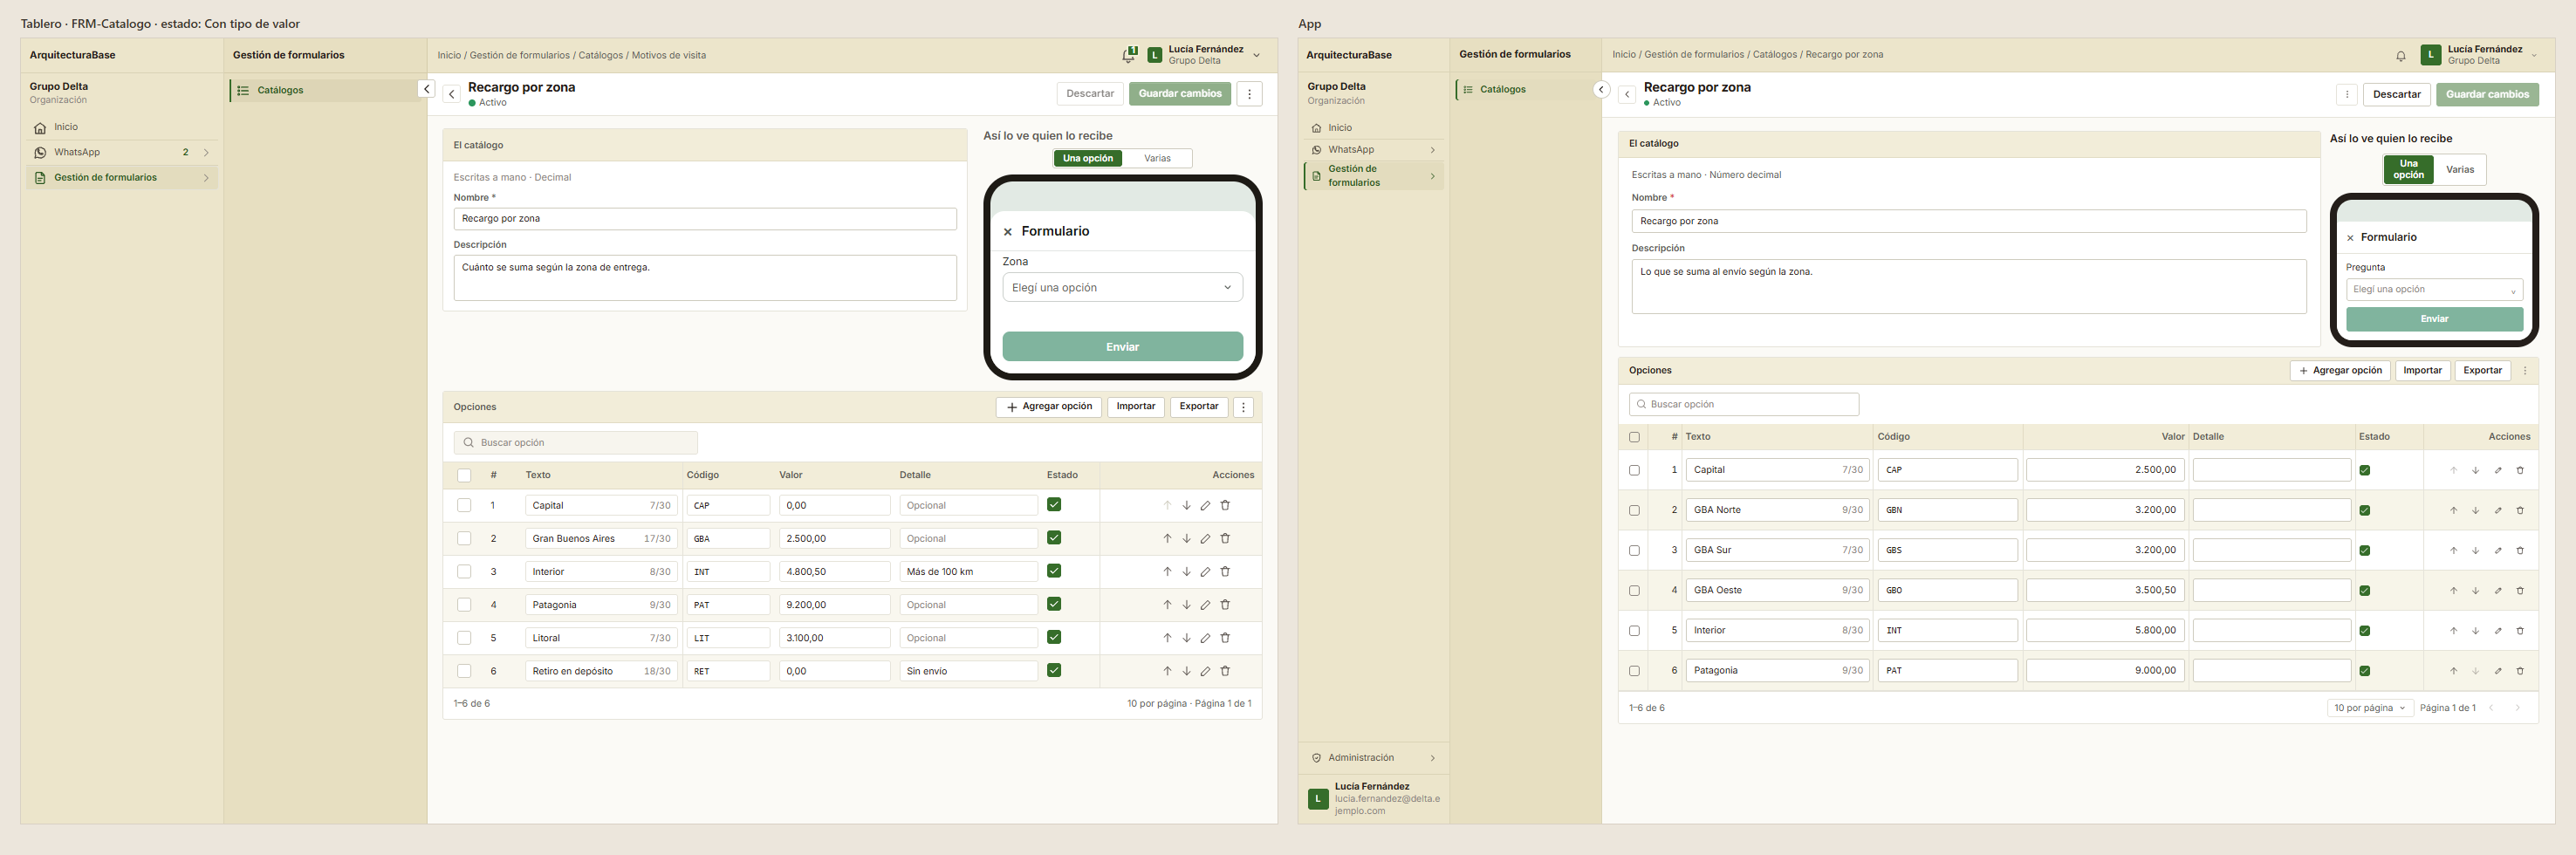 Tablero · FRM-Catalogo · estado: Con tipo de valor
ArquitecturaBase
Grupo Delta
Organización
Inicio
WhatsApp 2
Gestión de formularios
Gestión de formularios
Catálogos
Inicio / Gestión de formularios / Catálogos / Motivos de visita
1
L
Lucía Fernández
Grupo Delta
Recargo por zona
Activo
Descartar
Guardar cambios
El catálogo
Escritas a mano · Decimal
Nombre *
Recargo por zona
Descripción
Cuánto se suma según la zona de entrega.
Así lo ve quien lo recibe
Una opción
Varias
Formulario
Zona
Elegí una opción
Enviar
Opciones
Agregar opción
Importar
Exportar
Buscar opción
# Texto Código Valor Detalle Estado Acciones
1 Capital 7/30 CAP 0,00 Opcional
2 Gran Buenos Aires 17/30 GBA 2.500,00 Opcional
3 Interior 8/30 INT 4.800,50 Más de 100 km
4 Patagonia 9/30 PAT 9.200,00 Opcional
5 Litoral 7/30 LIT 3.100,00 Opcional
6 Retiro en depósito 18/30 RET 0,00 Sin envío
1–6 de 6
10 por página · Página 1 de 1
App
ArquitecturaBase
Grupo Delta
Organización
Inicio
WhatsApp
Gestión de
formularios
Administración
L
Lucía Fernández
lucia.fernandez@delta.e
jemplo.com
Gestión de formularios
Catálogos
Inicio / Gestión de formularios / Catálogos / Recargo por zona
L
Lucía Fernández
Grupo Delta
Recargo por zona
Activo
Descartar
Guardar cambios
El catálogo
Escritas a mano · Número decimal
Nombre *
Recargo por zona
Descripción
Lo que se suma al envío según la zona.
Así lo ve quien lo recibe
Una
opción
Varias
Formulario
Pregunta
Elegí una opción
Enviar
Opciones
Agregar opción
Importar
Exportar
Buscar opción
# Texto Código Valor Detalle Estado Acciones
1 Capital 7/30 CAP 2.500,00
2 GBA Norte 9/30 GBN 3.200,00
3 GBA Sur 7/30 GBS 3.200,00
4 GBA Oeste 9/30 GBO 3.500,50
5 Interior 8/30 INT 5.800,00
6 Patagonia 9/30 PAT 9.000,00
1–6 de 6
10 por página
Página 1 de 1